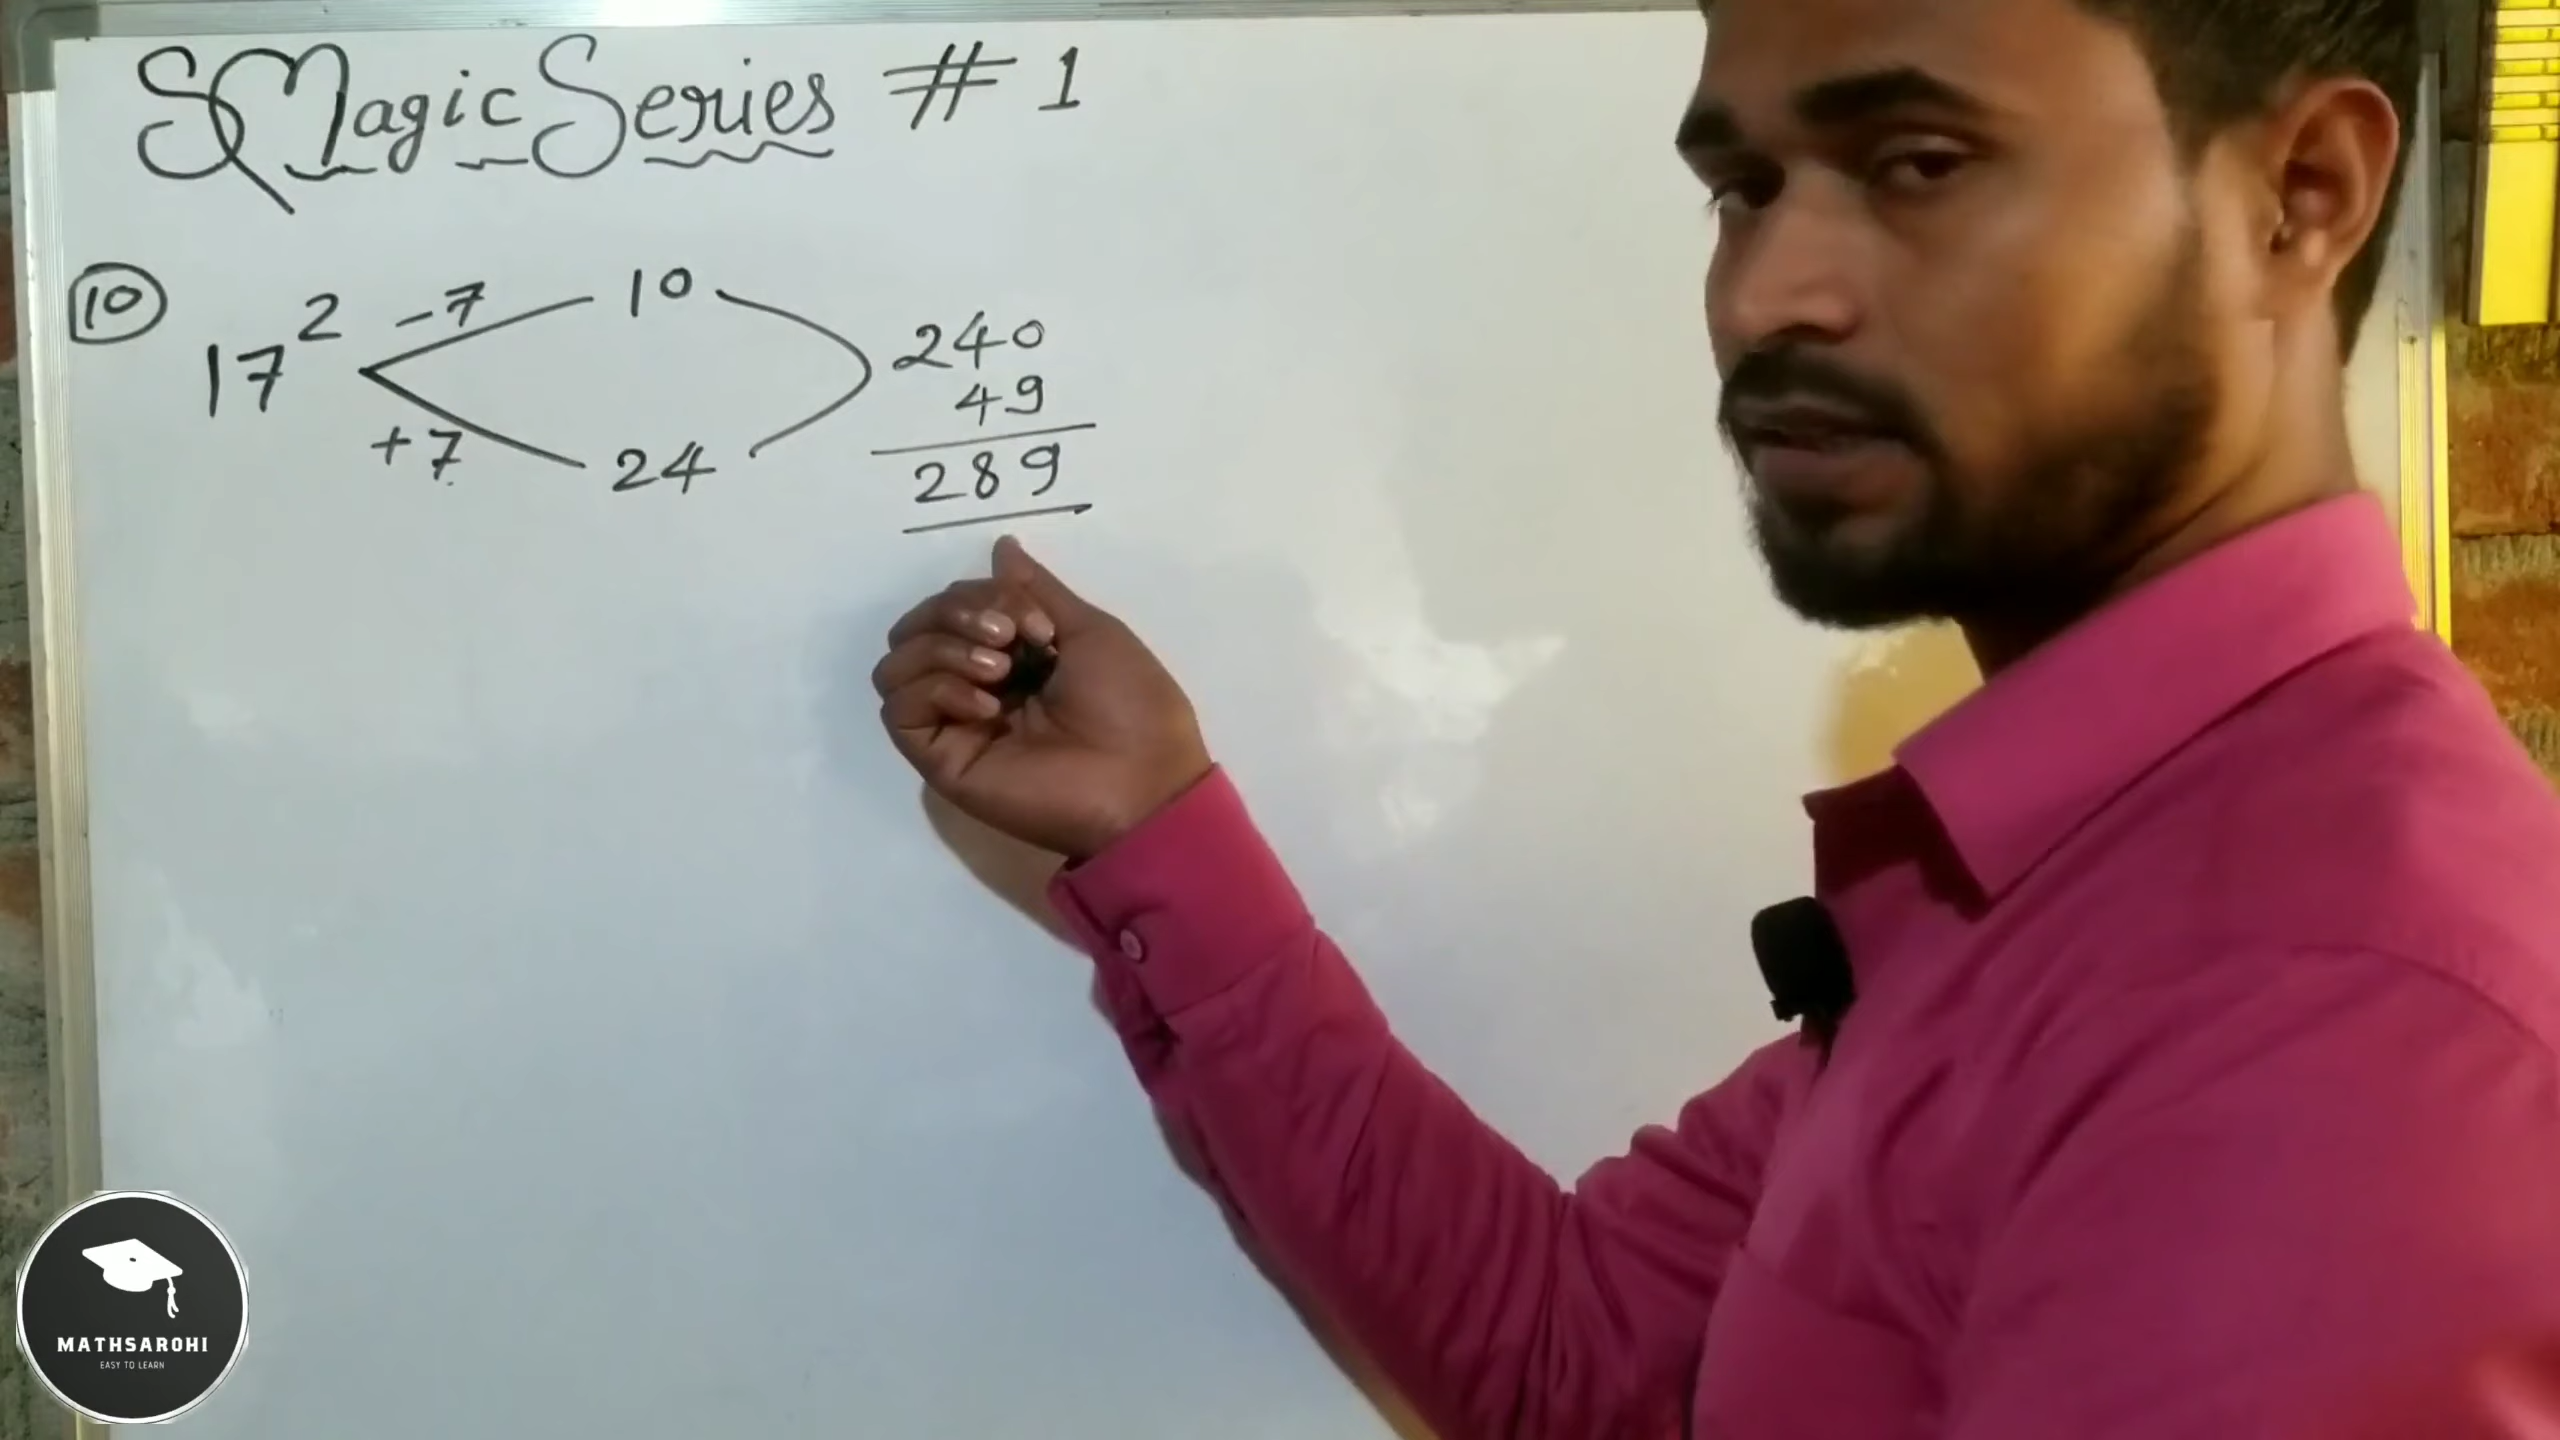 Magic Series # 1
10
17² -7 10
+7 24
240
49
289
MATHSAROHI
EASY TO LEARN